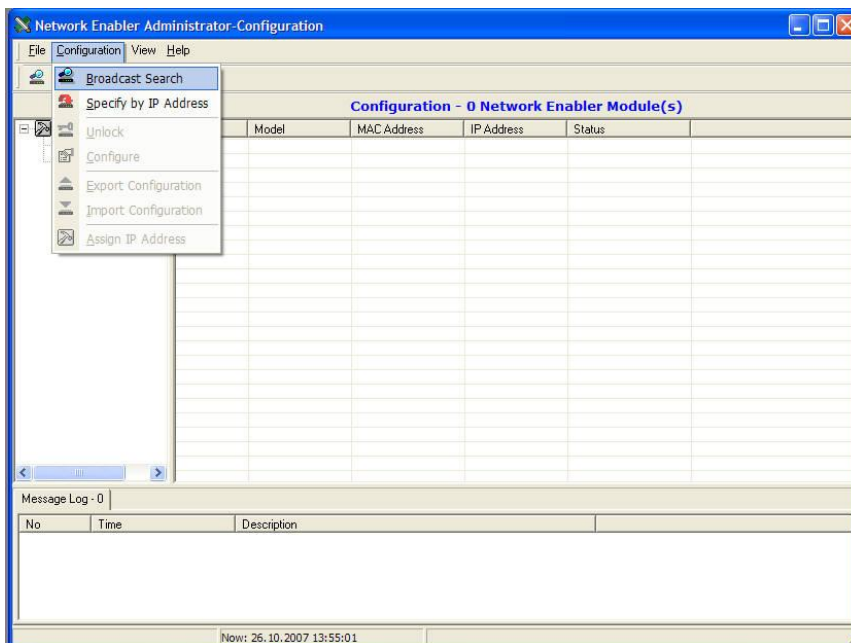 Network Enabler Administrator-Configuration
File Configuration View Help
Broadcast Search
Specify by IP Address
Unlock
Configure
Export Configuration
Import Configuration
Assign IP Address
Configuration - 0 Network Enabler Module(s)
Model MAC Address IP Address Status
Message Log - 0
No Time Description
Now: 26.10.2007 13:55:01